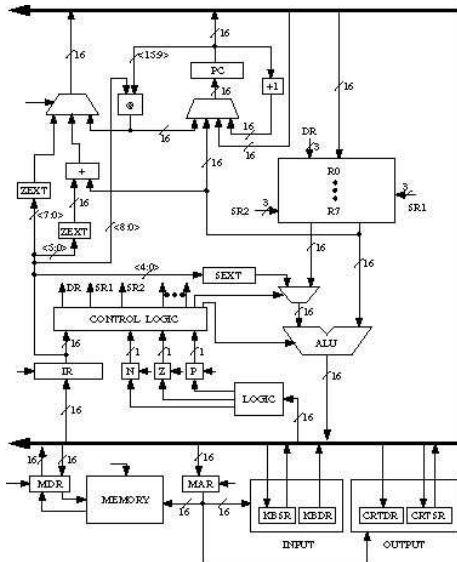 16
<15:9>
16
PC
+1
@
16
16
16
16
16
DR
3
R0
R7
3
SR1
SR2
3
ZEXT
+
16
<7:0>
ZEXT
<8:0>
<5:0>
16
16
<4:0>
SEXT
DR
SR1
SR2
16
CONTROL LOGIC
ALU
16
1
1
1
IR
N
Z
P
16
LOGIC
16
16
16
16
16
MDR
MEMORY
MAR
16
16
KBSR
KBDR
CRTDR
CRTSR
INPUT
OUTPUT